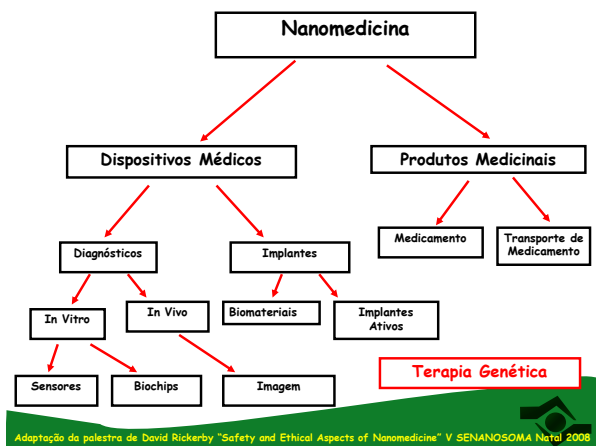 Nanomedicina
Dispositivos Médicos
Produtos Medicinais
Diagnósticos
Implantes
Medicamento
Transporte de
Medicamento
In Vitro
In Vivo
Biomateriais
Implantes
Ativos
Sensores
Biochips
Imagem
Terapia Genética
Adaptação da palestra de David Rickerby “Safety and Ethical Aspects of Nanomedicine” V SENANOSOMA Natal 2008